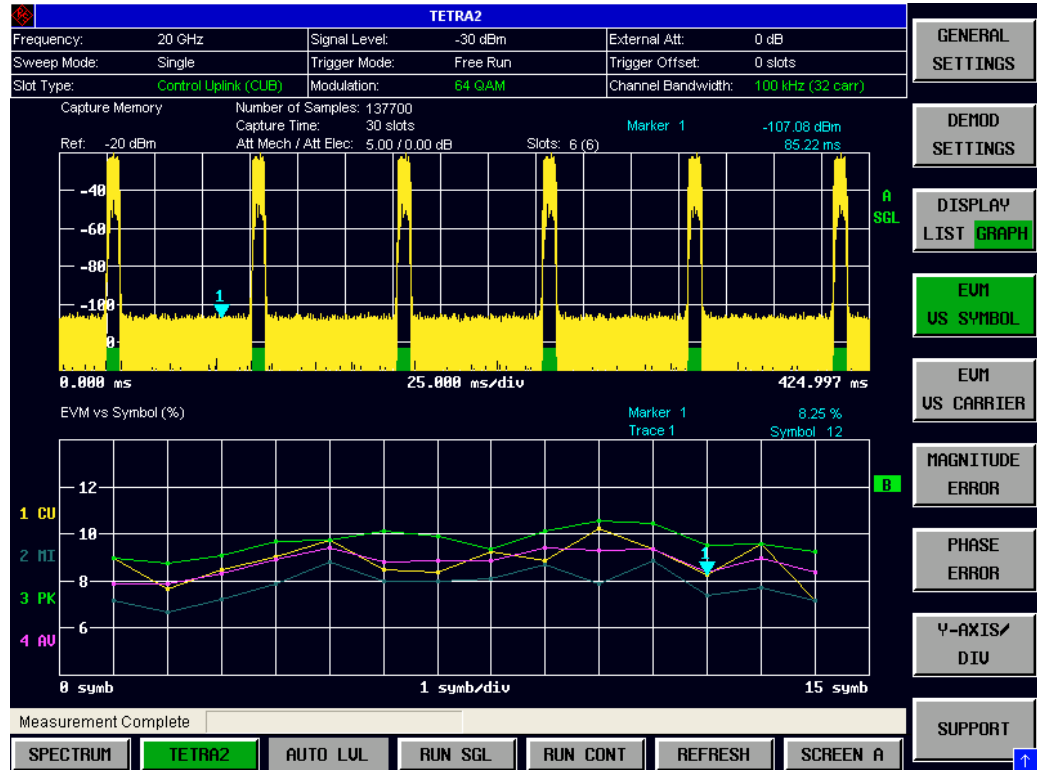 TETRA2
Frequency: 20 GHz Signal Level: -30 dBm External Att: 0 dB
Sweep Mode: Single Trigger Mode: Free Run Trigger Offset: 0 slots
Slot Type: Control Uplink (CUB) Modulation: 64 QAM Channel Bandwidth: 100 kHz (32 carr)
Capture Memory Number of Samples: 137700
Capture Time: 30 slots Marker 1 -107.08 dBm
Ref: -20 dBm Att Mech / Att Elec: 5.00 / 0.00 dB Slots: 6 (6) 85.22 ms
-40
A
SGL
-60
-80
1
-100
0
0.000 ms 25.000 ms/div 424.997 ms
EVM vs Symbol (%) Marker 1 8.25 %
Trace 1 Symbol 12
12
B
1 CU
10
2 MI
1
8
3 PK
6
4 AV
0 symb 1 symb/div 15 symb
Measurement Complete
SPECTRUM TETRA2 AUTO LVL RUN SGL RUN CONT REFRESH SCREEN A
GENERAL
SETTINGS
DEMOD
SETTINGS
DISPLAY
LIST GRAPH
EVM
VS SYMBOL
EVM
VS CARRIER
MAGNITUDE
ERROR
PHASE
ERROR
Y-AXIS/
DIV
SUPPORT
↑